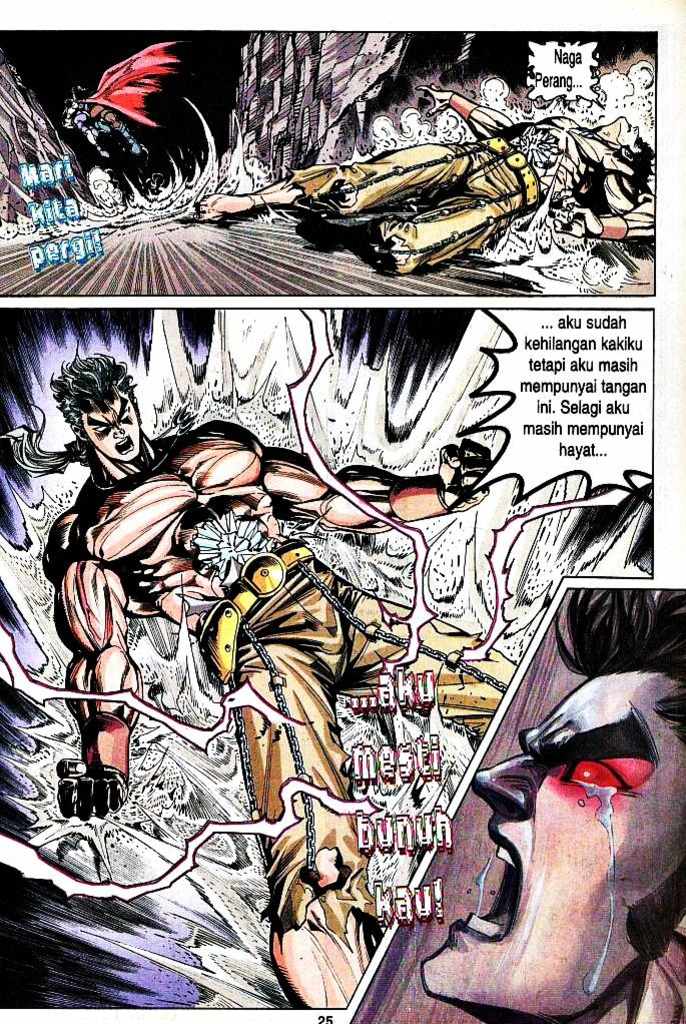 Naga
Perang...
Mari
kita
pergi!
... aku sudah
kehilangan kakiku
tetapi aku masih
mempunyai tangan
ini. Selagi aku
masih mempunyai
hayat...
...aku
mesti
bunuh
kau!
25